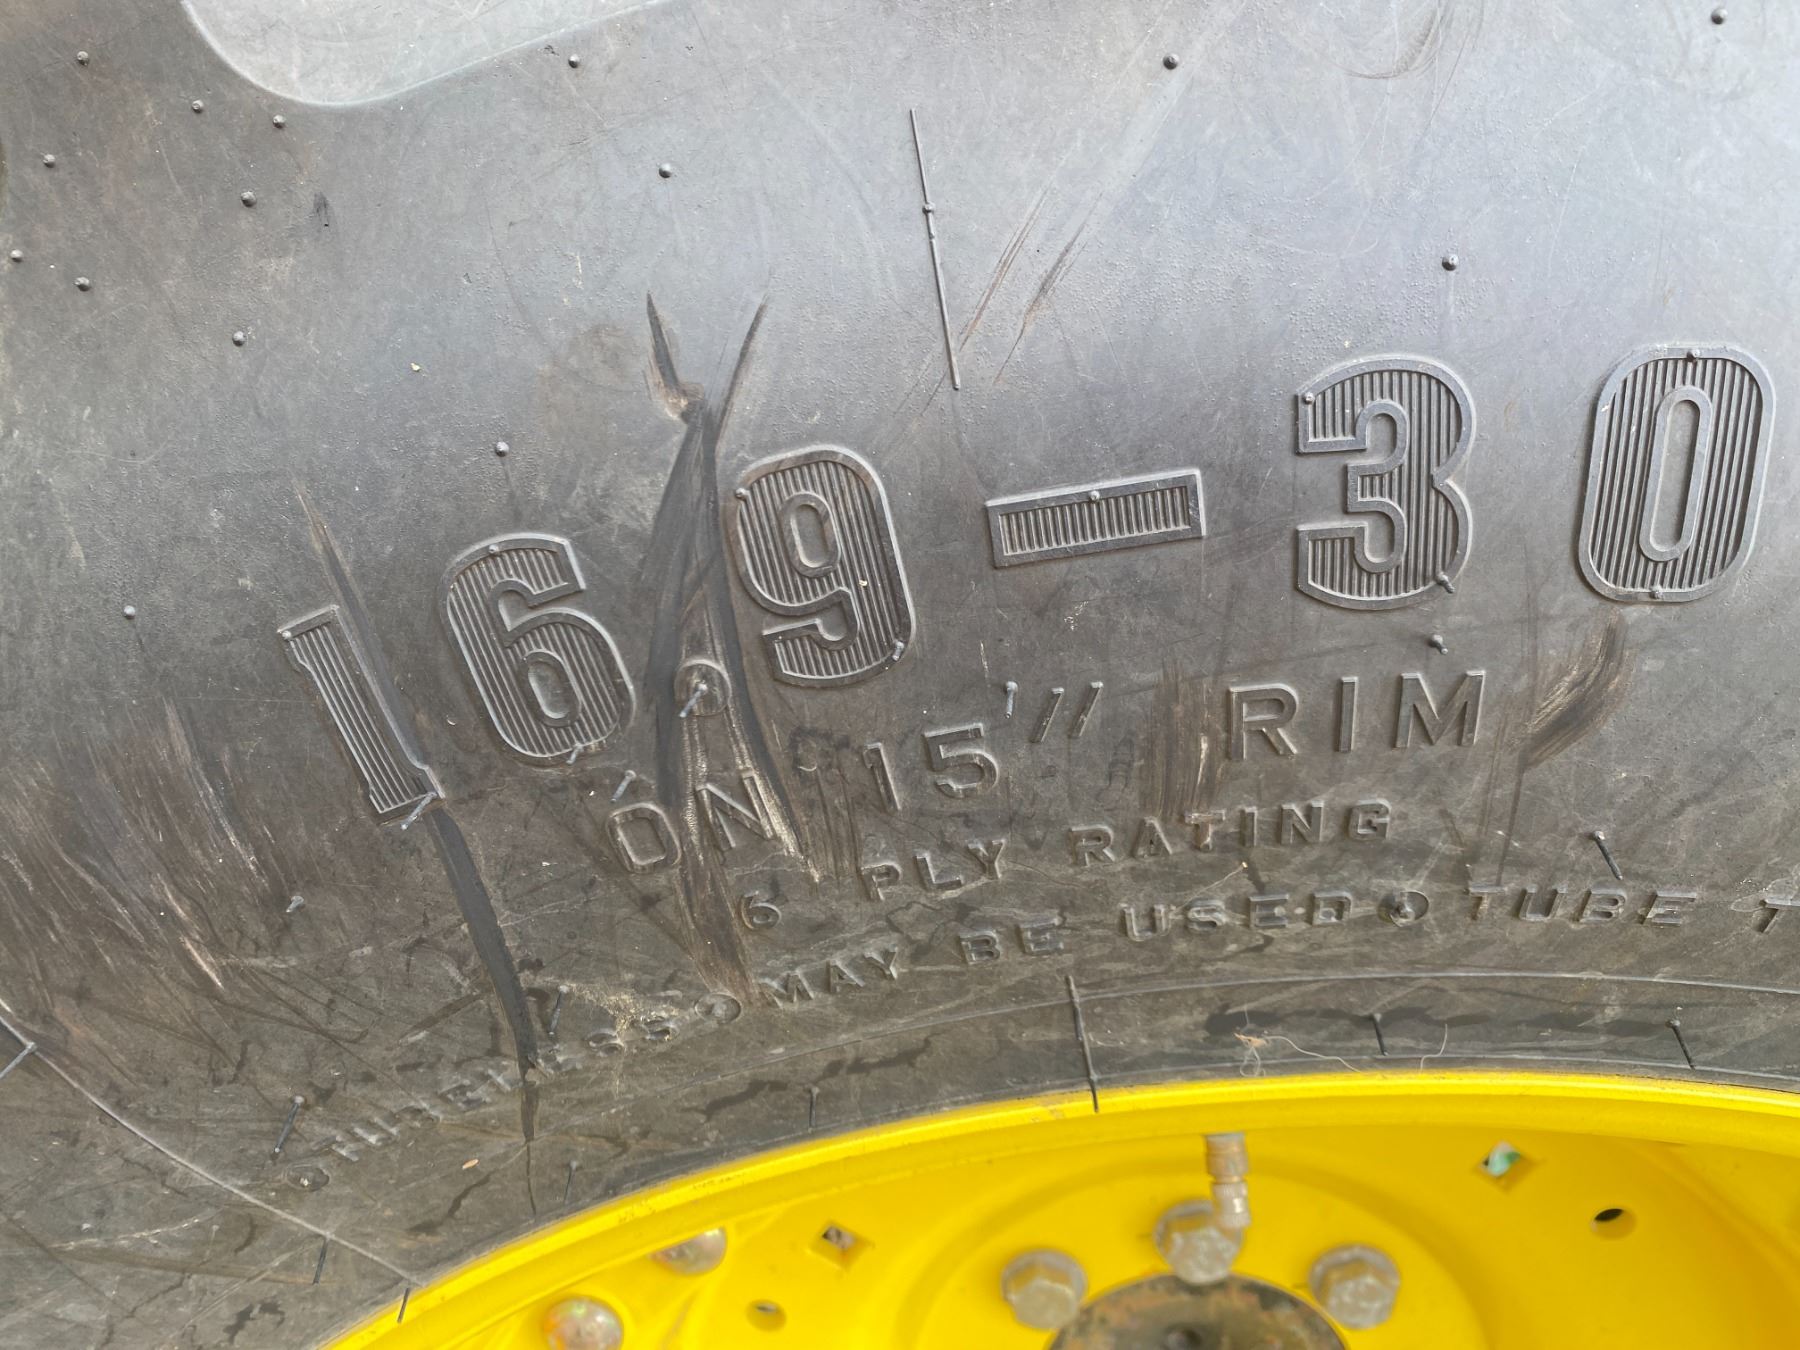 16.9-30
ON 15" RIM
6 PLY RATING
TUBELESS MAY BE USED TUBE T